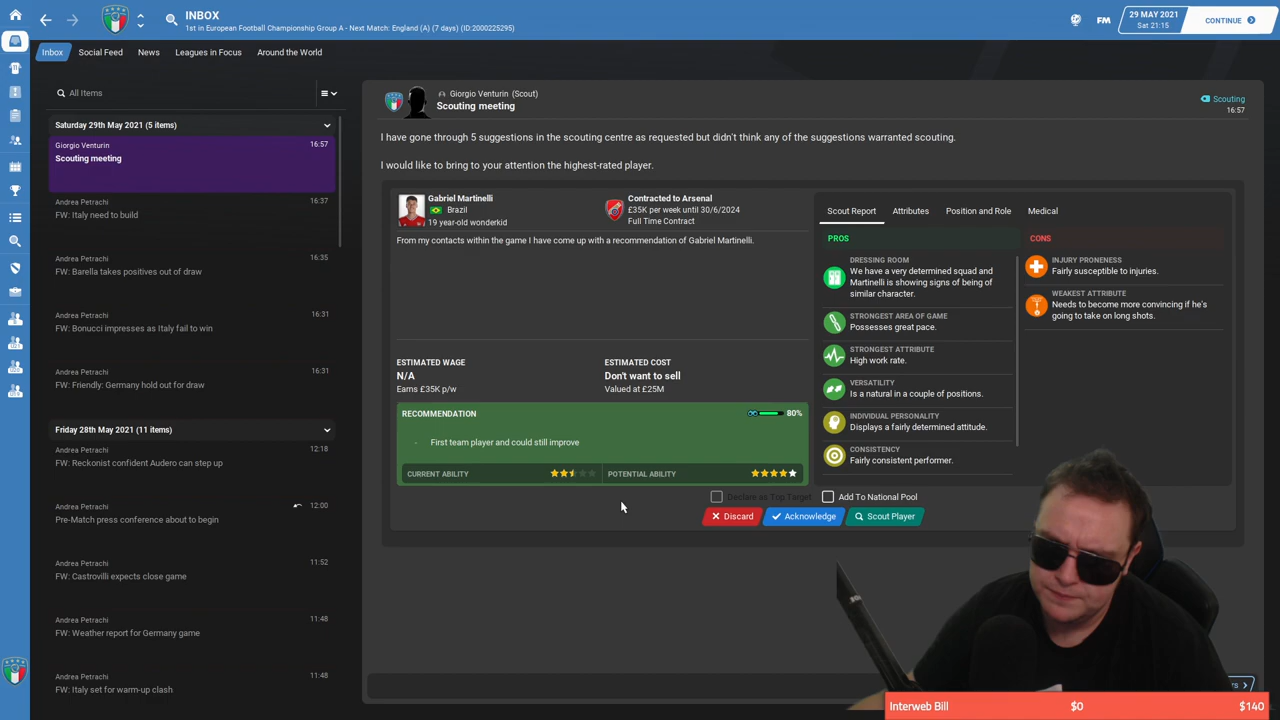 INBOX
1st in European Football Championship Group A - Next Match: England (A) (7 days) (ID:2000225295)
FM
29 MAY 2021
Sat 21:15
CONTINUE
Inbox
Social Feed
News
Leagues in Focus
Around the World
All Items
Saturday 29th May 2021 (5 items)
Giorgio Venturin
16:57
Scouting meeting
Andrea Petrachi
16:37
FW: Italy need to build
Andrea Petrachi
16:35
FW: Barella takes positives out of draw
Andrea Petrachi
16:31
FW: Bonucci impresses as Italy fail to win
Andrea Petrachi
16:31
FW: Friendly: Germany hold out for draw
Friday 28th May 2021 (11 items)
Andrea Petrachi
12:18
FW: Reckonist confident Audero can step up
Andrea Petrachi
12:00
Pre-Match press conference about to begin
Andrea Petrachi
11:52
FW: Castrovilli expects close game
Andrea Petrachi
11:48
FW: Weather report for Germany game
Andrea Petrachi
11:48
FW: Italy set for warm-up clash
Giorgio Venturin (Scout)
Scouting meeting
Scouting
16:57
I have gone through 5 suggestions in the scouting centre as requested but didn't think any of the suggestions warranted scouting.
I would like to bring to your attention the highest-rated player.
Gabriel Martinelli
Brazil
19 year-old wonderkid
Contracted to Arsenal
£35K per week until 30/6/2024
Full Time Contract
From my contacts within the game I have come up with a recommendation of Gabriel Martinelli.
ESTIMATED WAGE
N/A
Earns £35K p/w
ESTIMATED COST
Don't want to sell
Valued at £25M
RECOMMENDATION
80%
- First team player and could still improve
CURRENT ABILITY
POTENTIAL ABILITY
Scout Report
Attributes
Position and Role
Medical
PROS
DRESSING ROOM
We have a very determined squad and
Martinelli is showing signs of being of
similar character.
STRONGEST AREA OF GAME
Possesses great pace.
STRONGEST ATTRIBUTE
High work rate.
VERSATILITY
Is a natural in a couple of positions.
INDIVIDUAL PERSONALITY
Displays a fairly determined attitude.
CONSISTENCY
Fairly consistent performer.
CONS
INJURY PRONENESS
Fairly susceptible to injuries.
WEAKEST ATTRIBUTE
Needs to become more convincing if he's
going to take on long shots.
Declare as Top Target
Add To National Pool
Discard
Acknowledge
Scout Player
Interweb Bill
$0
$140